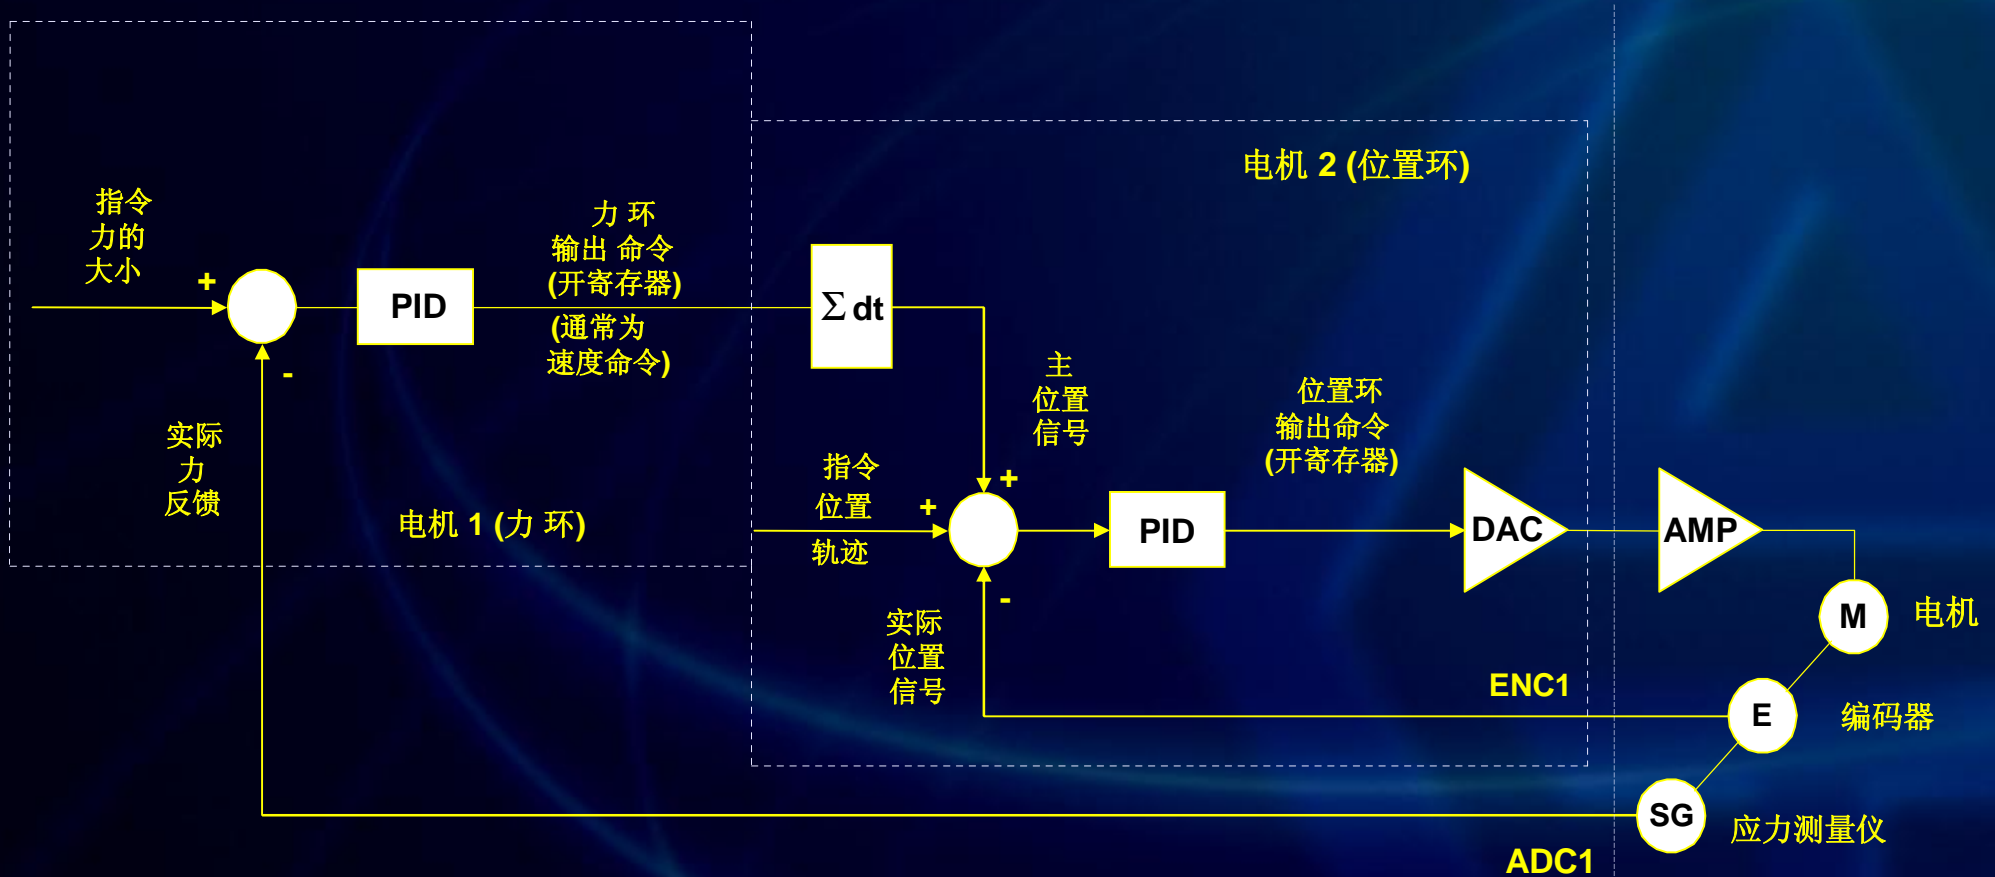 电机 2 (位置环)
指令
力的
大小
+
-
PID
力 环
输出 命令
(开寄存器)
(通常为
速度命令)
Σ dt
主
位置
信号
实际
力
反馈
电机 1 (力 环)
指令
位置
轨迹
+
+
-
PID
位置环
输出命令
(开寄存器)
DAC
AMP
M
电机
实际
位置
信号
ENC1
E
编码器
SG
应力测量仪
ADC1